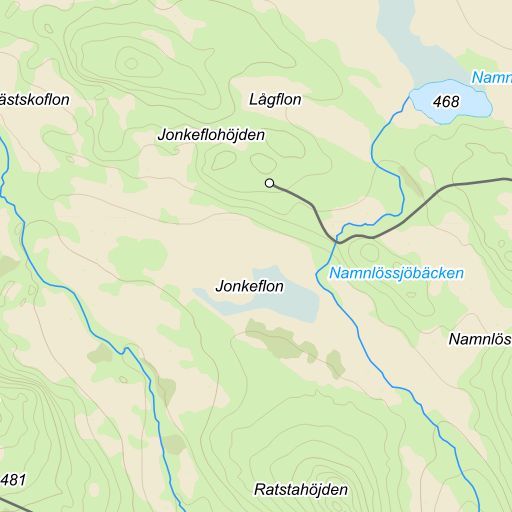 Namn
ästskoflon
Lågflon
468
Jonkeflohöjden
Namnlössjöbäcken
Jonkeflon
Namnlös
481
Ratstahöjden